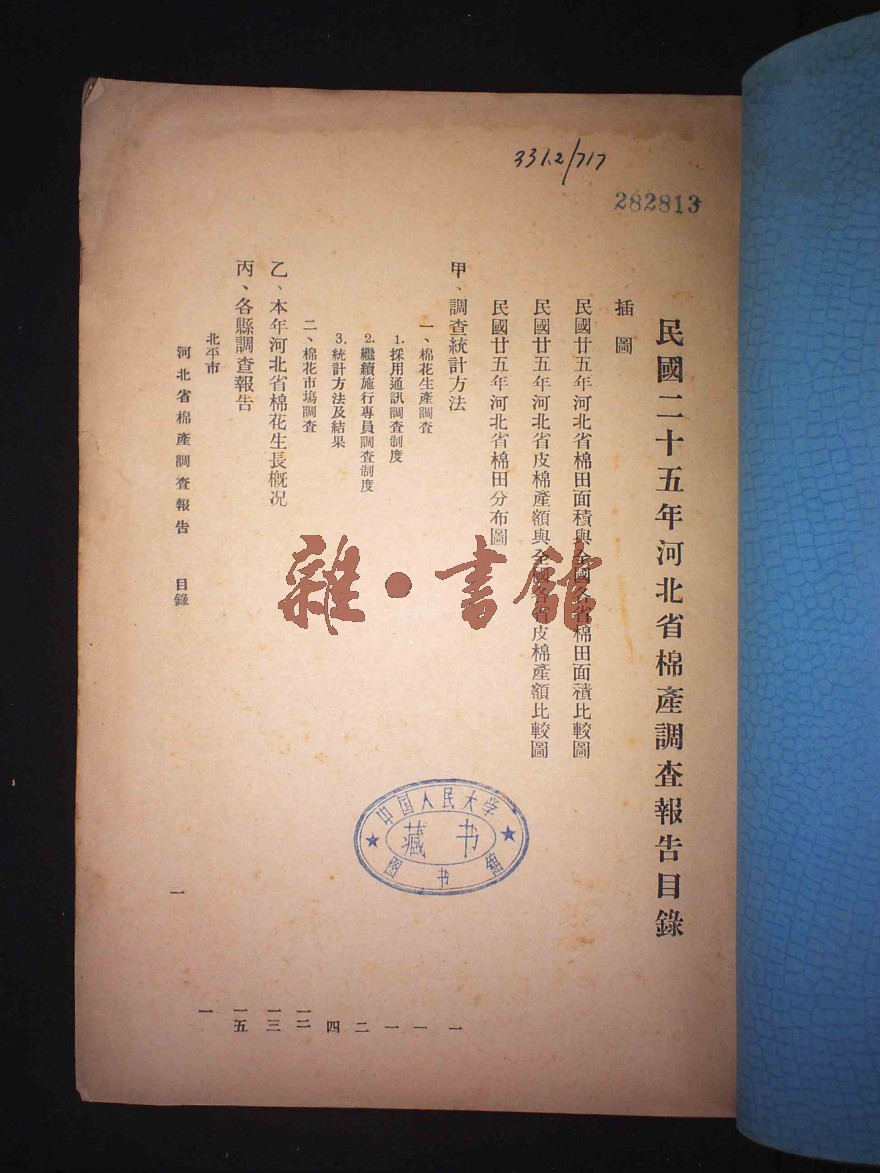 331.2/717
282813
民國二十五年河北省棉產調查報告目錄
插圖
民國廿五年河北省棉田面積與全國各省棉田面積比較圖
民國廿五年河北省皮棉產額與全國各省皮棉產額比較圖
民國廿五年河北省棉田分布圖
甲、調查統計方法 一
一、棉花生產調查 一
1.採用通訊調查制度 一
2.繼續施行專員調查制度 二
3.統計方法及結果 四
二、棉花市塲調查 一二
乙、本年河北省棉花生長概况 一三
丙、各縣調查報告 一五
北平市 一
河北省棉產調查報告 目錄
一
雜·書館
中国人民大学
藏书
图书馆